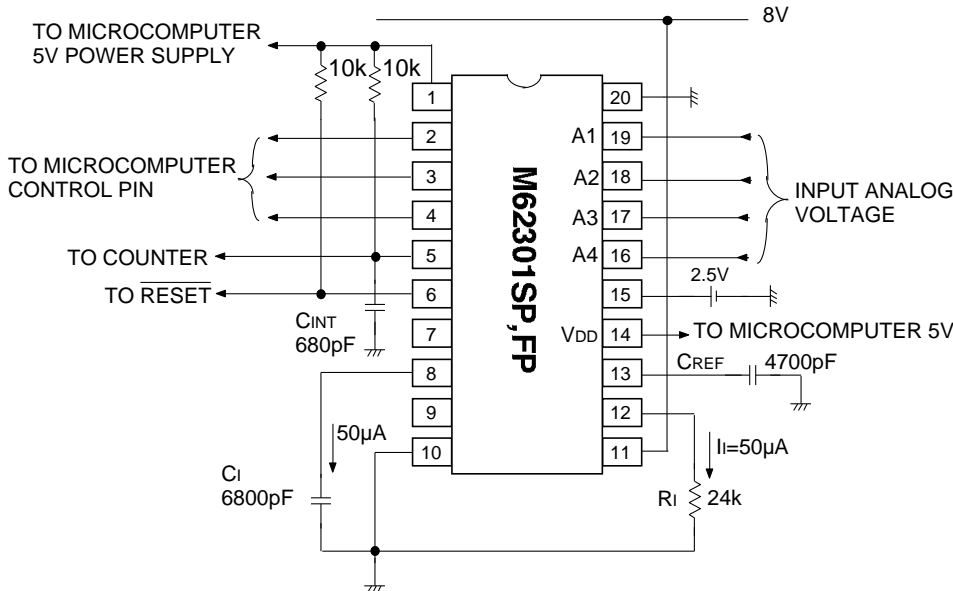 8V
TO MICROCOMPUTER
5V POWER SUPPLY
10k 10k
1
2
3
4
5
6
7
8
9
10
TO MICROCOMPUTER
CONTROL PIN
TO COUNTER
TO RESET
CINT
680pF
50µA
CI
6800pF
M62301SP,FP
20
A1 19
A2 18
A3 17
A4 16
15
VDD 14
13
12
11
INPUT ANALOG
VOLTAGE
2.5V
TO MICROCOMPUTER 5V
CREF 4700pF
II=50µA
RI 24k